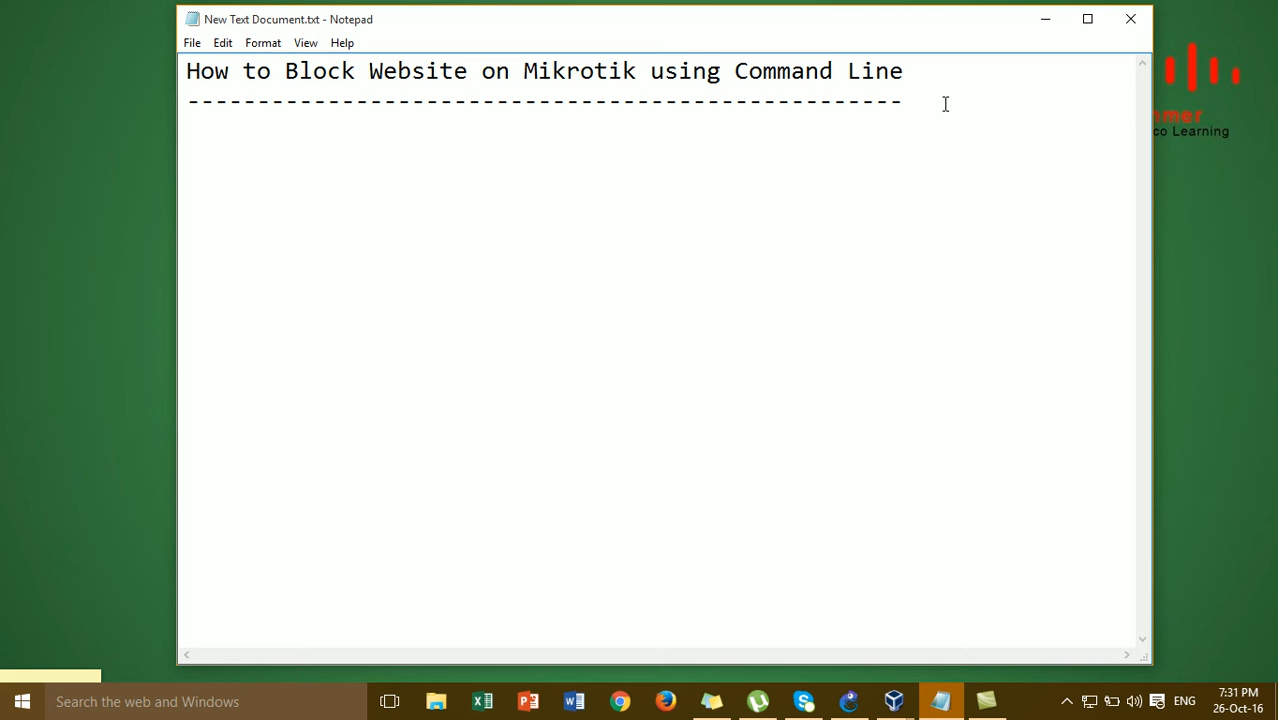 New Text Document.txt - Notepad
File Edit Format View Help
How to Block Website on Mikrotik using Command Line
---------------------------------------------------
mmer
co Learning
Search the web and Windows
ENG
7:31 PM
26-Oct-16